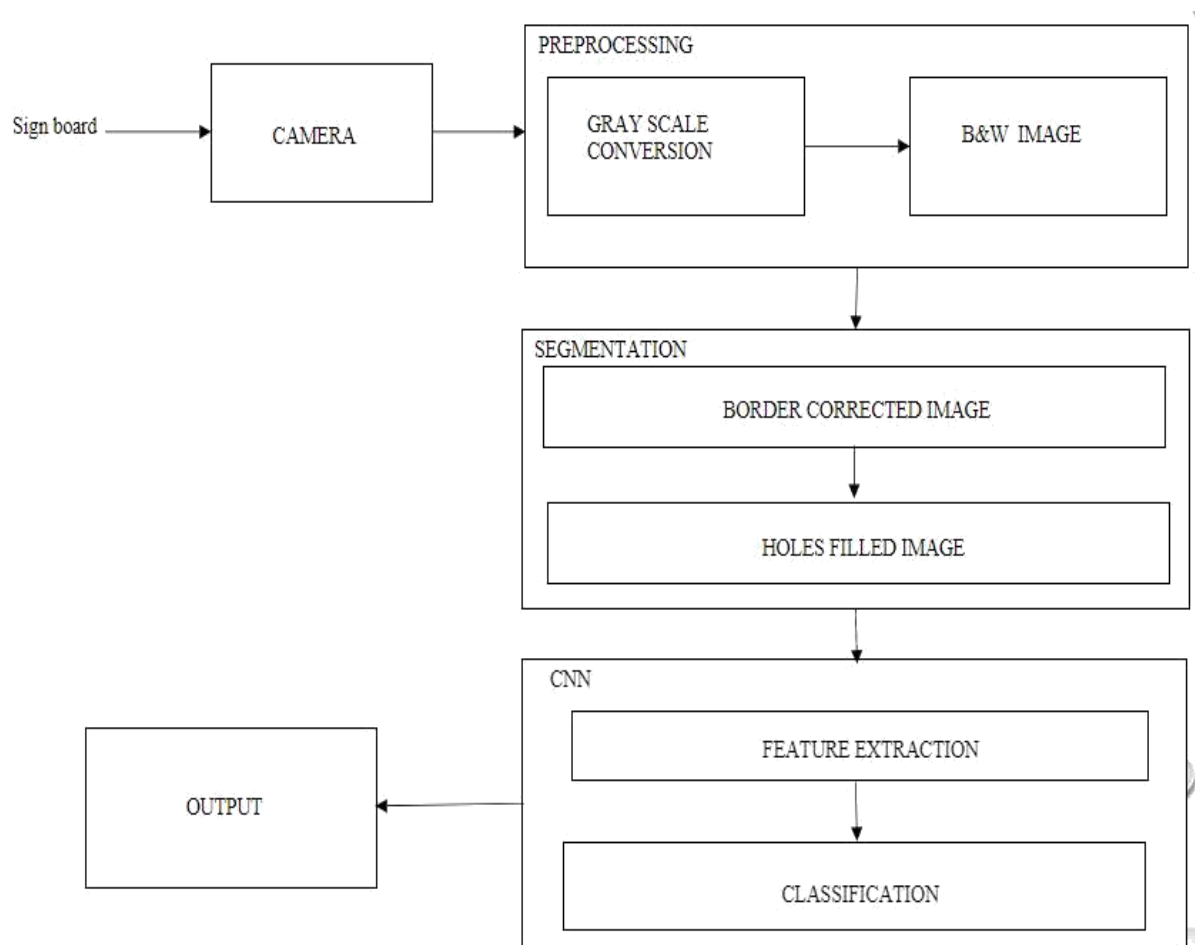 Sign board
CAMERA
PREPROCESSING
GRAY SCALE
CONVERSION
B&W IMAGE
SEGMENTATION
BORDER CORRECTED IMAGE
HOLES FILLED IMAGE
CNN
FEATURE EXTRACTION
CLASSIFICATION
OUTPUT